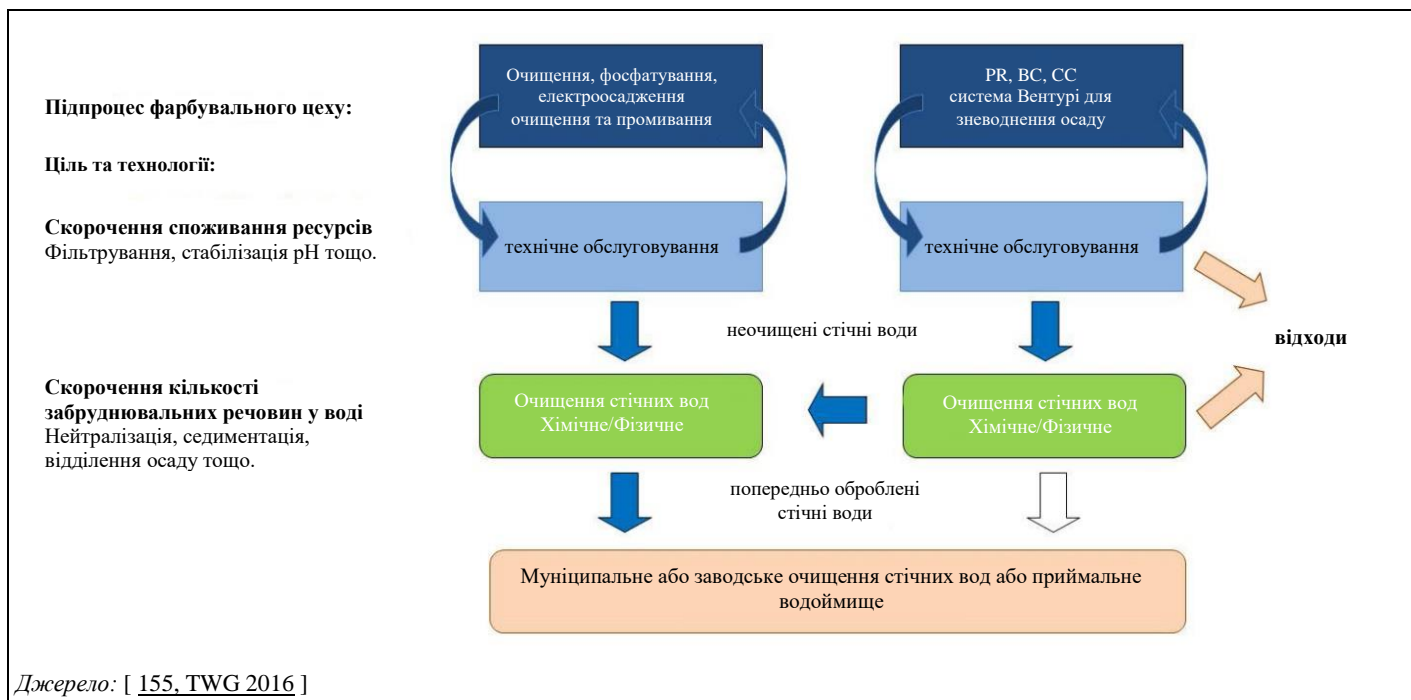 Очищення, фосфатування,
електроосадження
очищення та промивання
PR, BC, CC
система Вентурі для
зневоднення осаду
Підпроцес фарбувального цеху:
Ціль та технології:
Скорочення споживання ресурсів
Фільтрування, стабілізація pH тощо.
технічне обслуговування
технічне обслуговування
неочищені стічні води
відходи
Скорочення кількості
забруднювальних речовин у воді
Нейтралізація, седиментація,
відділення осаду тощо.
Очищення стічних вод
Хімічне/Фізичне
Очищення стічних вод
Хімічне/Фізичне
попередньо оброблені
стічні води
Муніципальне або заводське очищення стічних вод або приймальне
водоймище
Джерело: [ 155, TWG 2016 ]